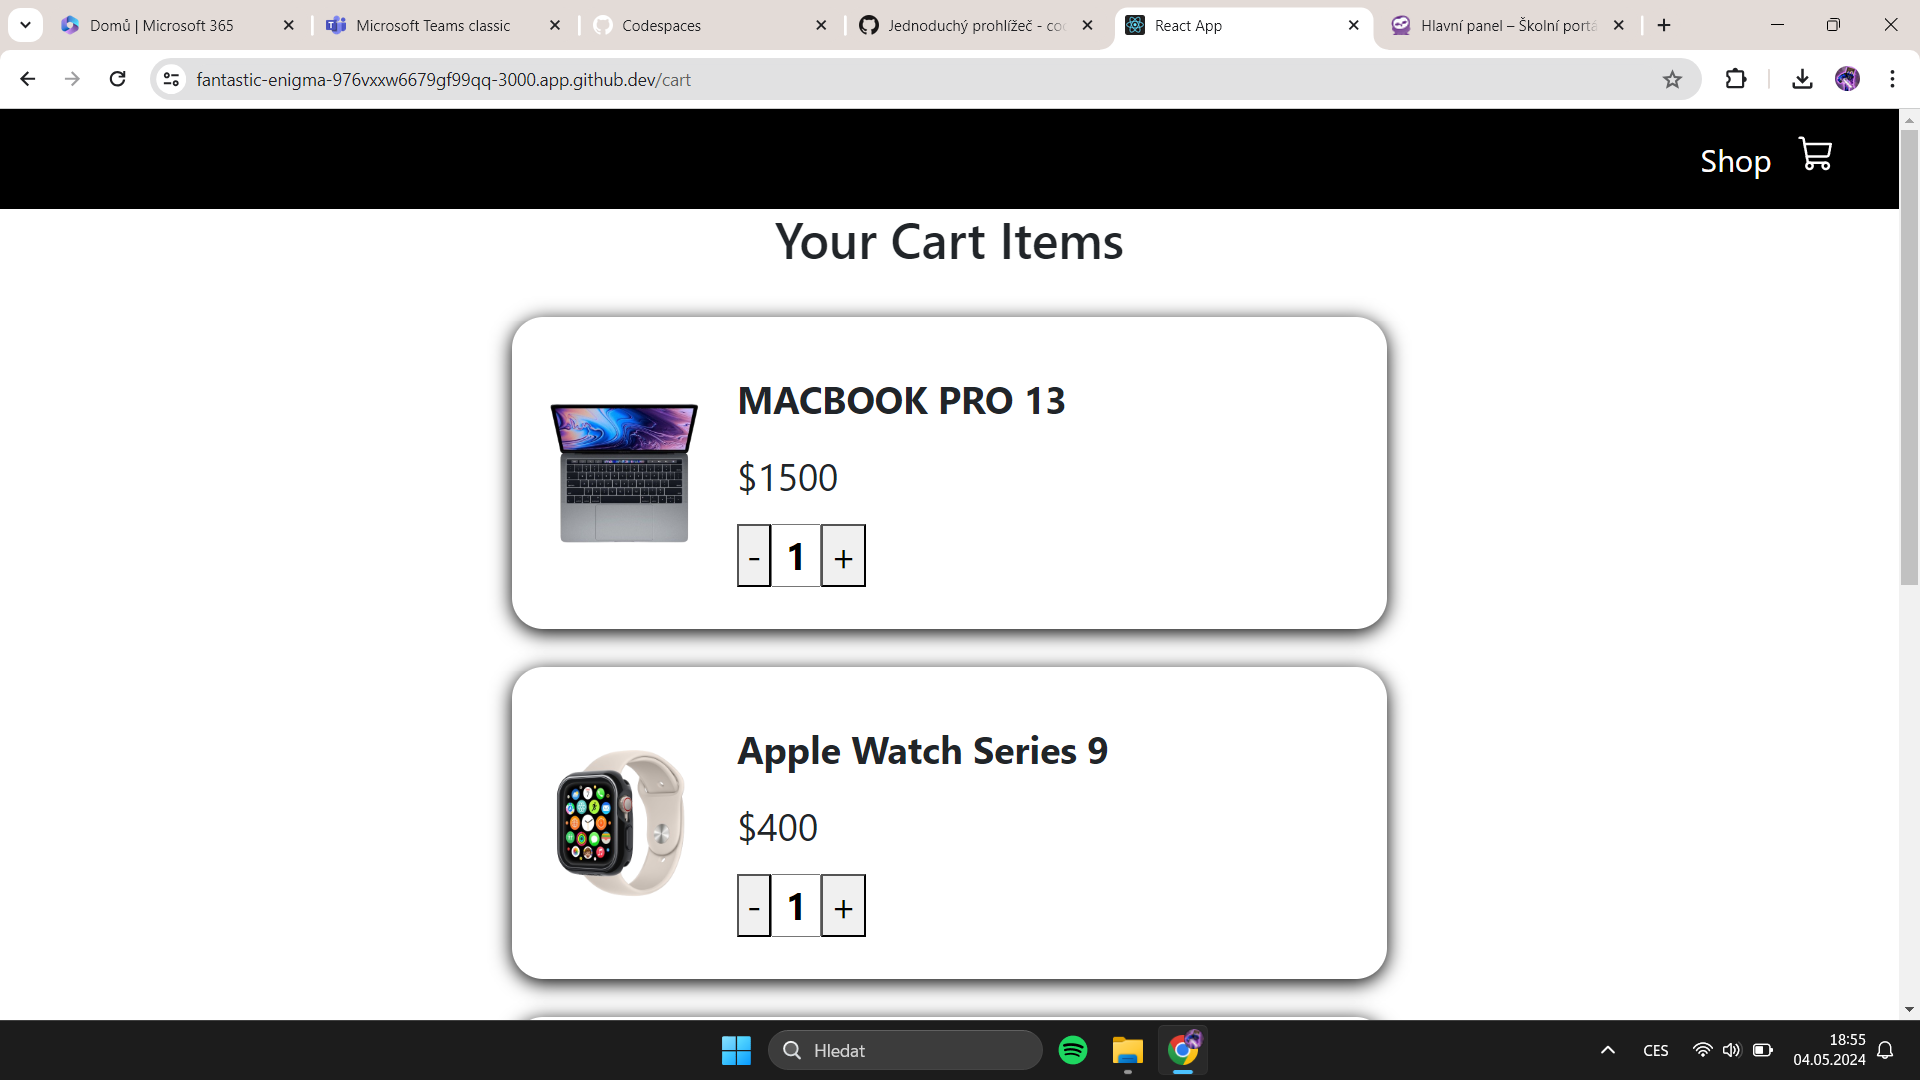 Domů | Microsoft 365
Microsoft Teams classic
Codespaces
Jednoduchý prohlížeč - co
React App
Hlavní panel – Školní portá
fantastic-enigma-976vxxw6679gf99qq-3000.app.github.dev/cart
Shop
Your Cart Items
MACBOOK PRO 13
$1500
- 1 +
Apple Watch Series 9
$400
- 1 +
Hledat
CES
18:55
04.05.2024